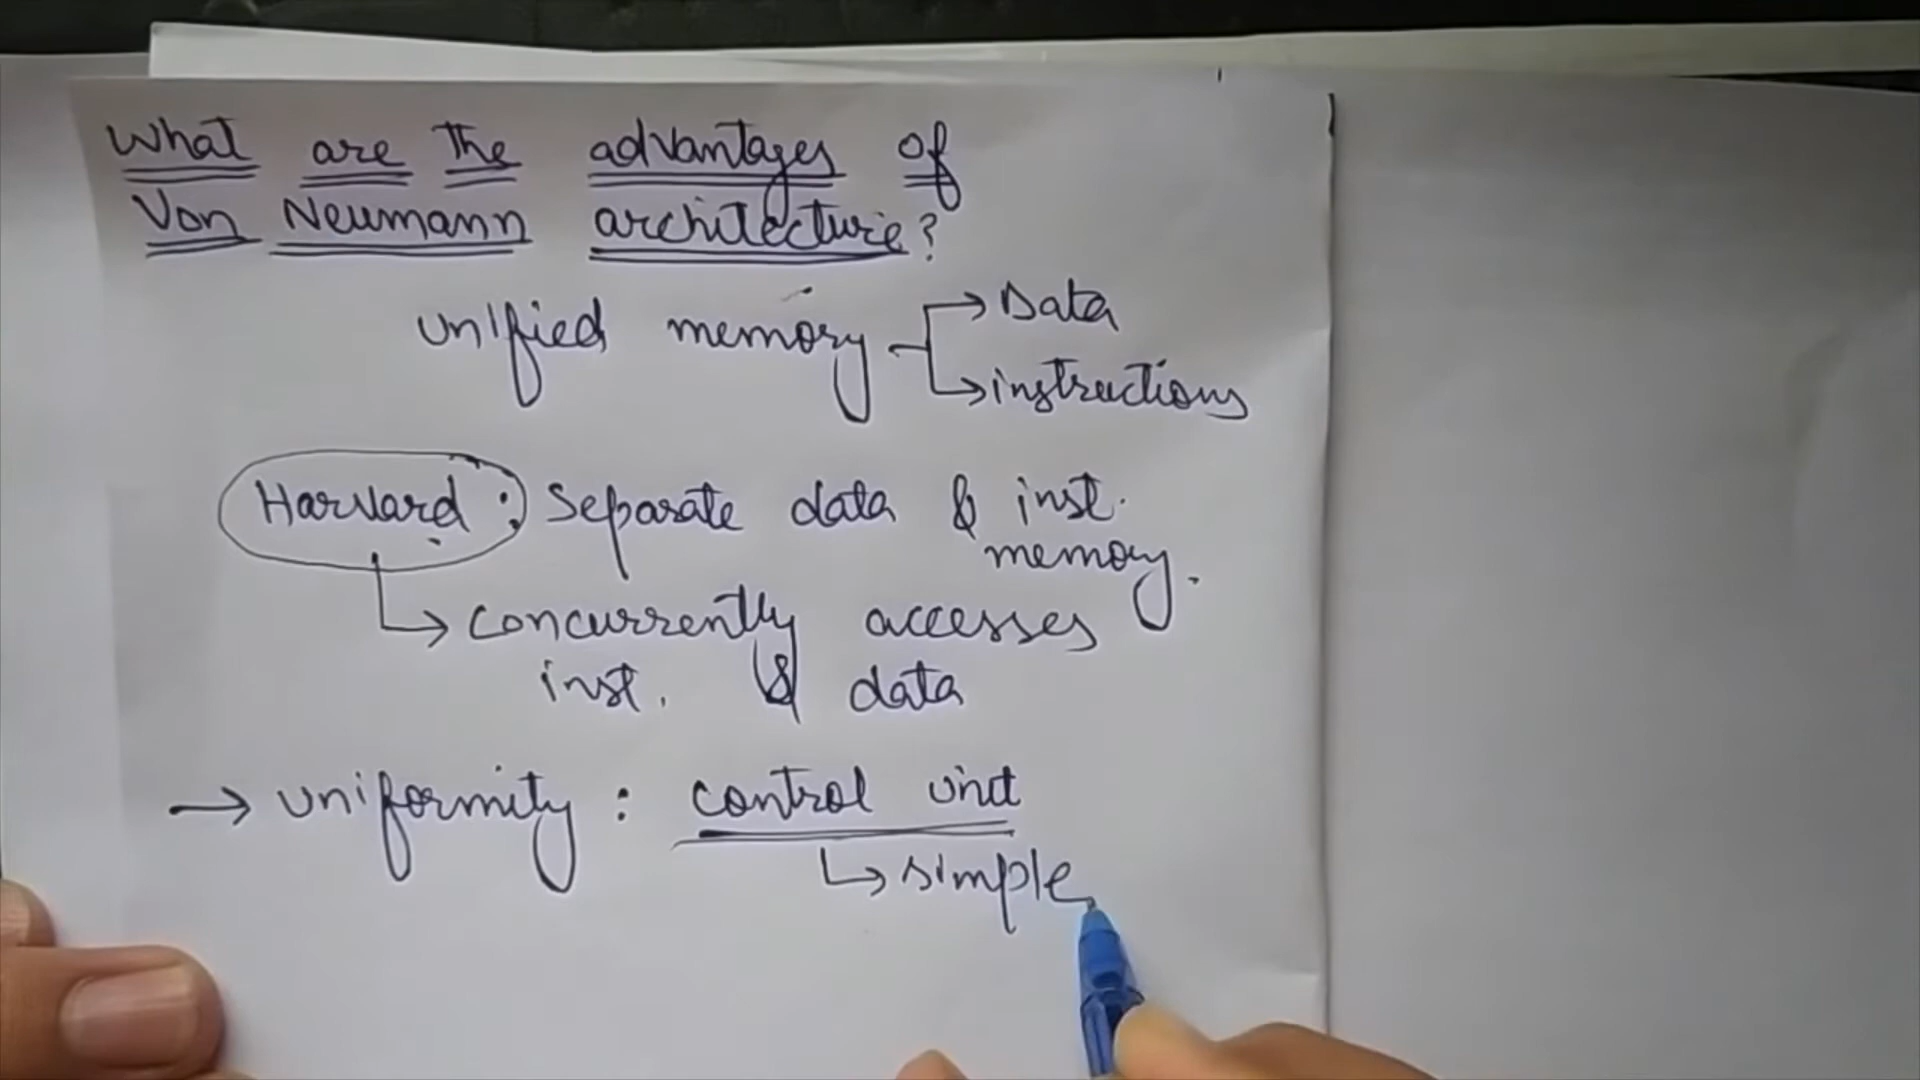 What are the advantages of
Von Neumann architecture?
unified memory → Data
→ instructions
Harvard : Separate data & inst.
memory.
→ concurrently accesses
inst. & data
→ uniformity : control unit
→ simple